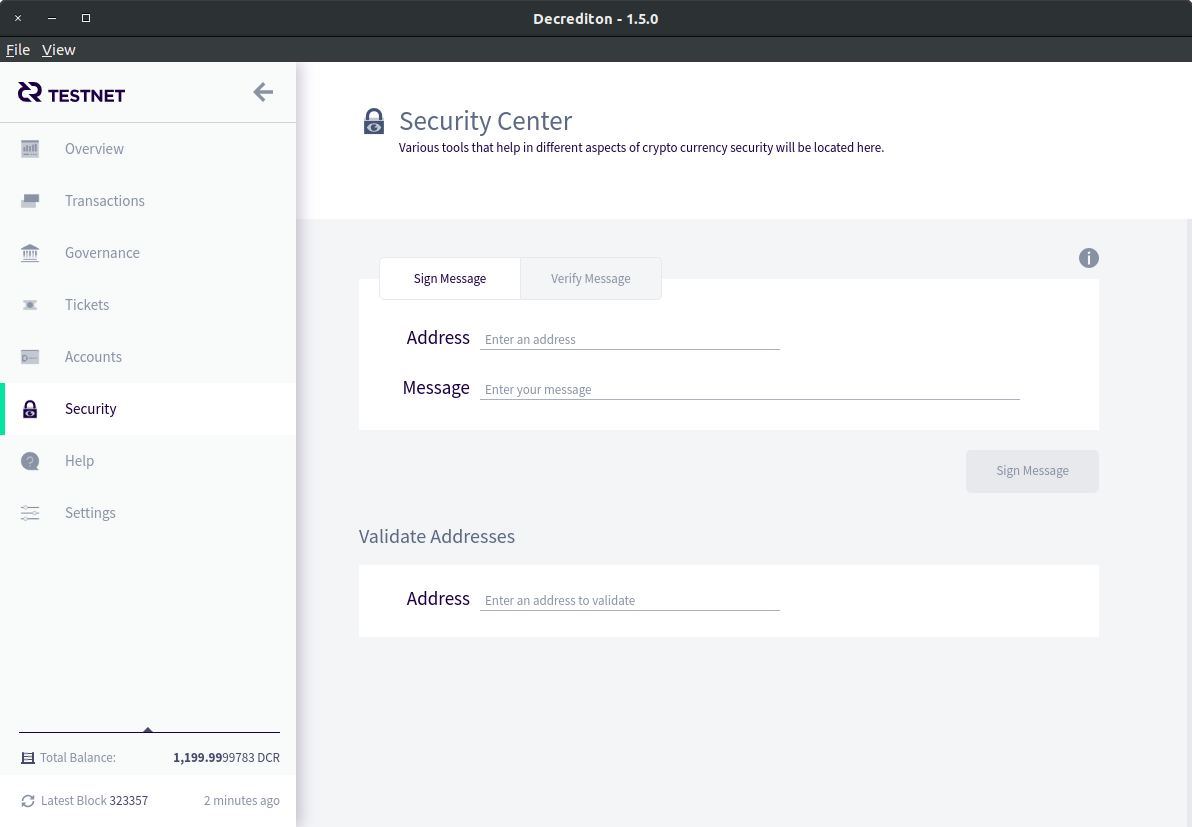 Decrediton - 1.5.0
File View
TESTNET
Overview
Transactions
Governance
Tickets
Accounts
Security
Help
Settings
Total Balance: 1,199.9999783 DCR
Latest Block 323357 2 minutes ago
Security Center
Various tools that help in different aspects of crypto currency security will be located here.
Sign Message Verify Message
Address Enter an address
Message Enter your message
Sign Message
Validate Addresses
Address Enter an address to validate